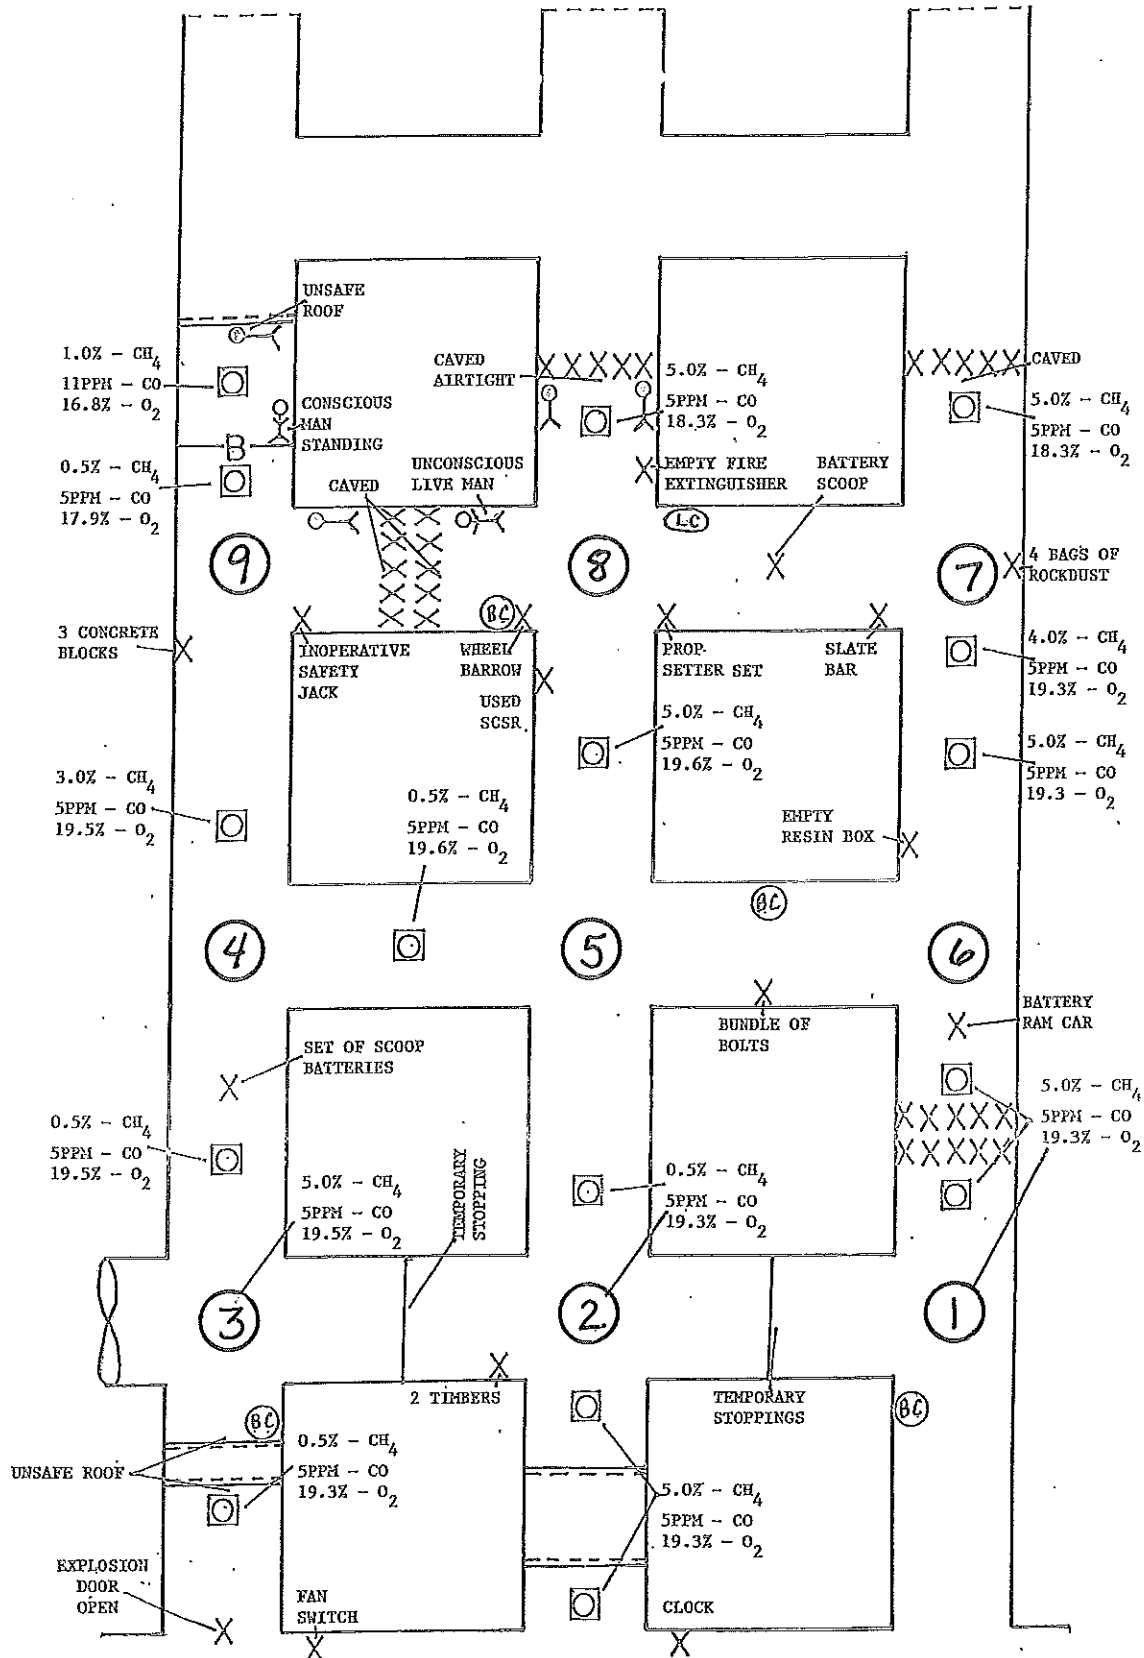 UNSAFE
ROOF
1.0% - CH4
11PPM - CO
16.8% - O2
CAVED
AIRTIGHT
5.0% - CH4
5PPM - CO
18.3% - O2
CAVED
5.0% - CH4
5PPM - CO
18.3% - O2
CONSCIOUS
MAN
STANDING
B
0.5% - CH4
5PPM - CO
17.9% - O2
CAVED
UNCONSCIOUS
LIVE MAN
EMPTY FIRE
EXTINGUISHER
BATTERY
SCOOP
LC
9
8
7
4 BAGS OF
ROCKDUST
3 CONCRETE
BLOCKS
INOPERATIVE
SAFETY
JACK
BC
WHEEL
BARROW
USED
SCSR
PROP-
SETTER SET
SLATE
BAR
4.0% - CH4
5PPM - CO
19.3% - O2
5.0% - CH4
5PPM - CO
19.6% - O2
5.0% - CH4
5PPM - CO
19.3 - O2
3.0% - CH4
5PPM - CO
19.5% - O2
0.5% - CH4
5PPM - CO
19.6% - O2
EMPTY
RESIN BOX
BC
4
5
6
BATTERY
RAM CAR
SET OF SCOOP
BATTERIES
BUNDLE OF
BOLTS
5.0% - CH4
5PPM - CO
19.3% - O2
0.5% - CH4
5PPM - CO
19.5% - O2
5.0% - CH4
5PPM - CO
19.5% - O2
TEMPORARY
STOPPING
0.5% - CH4
5PPM - CO
19.3% - O2
3
2
1
2 TIMBERS
TEMPORARY
STOPPINGS
BC
BC
UNSAFE ROOF
0.5% - CH4
5PPM - CO
19.3% - O2
5.0% - CH4
5PPM - CO
19.3% - O2
EXPLOSION
DOOR
OPEN
FAN
SWITCH
CLOCK